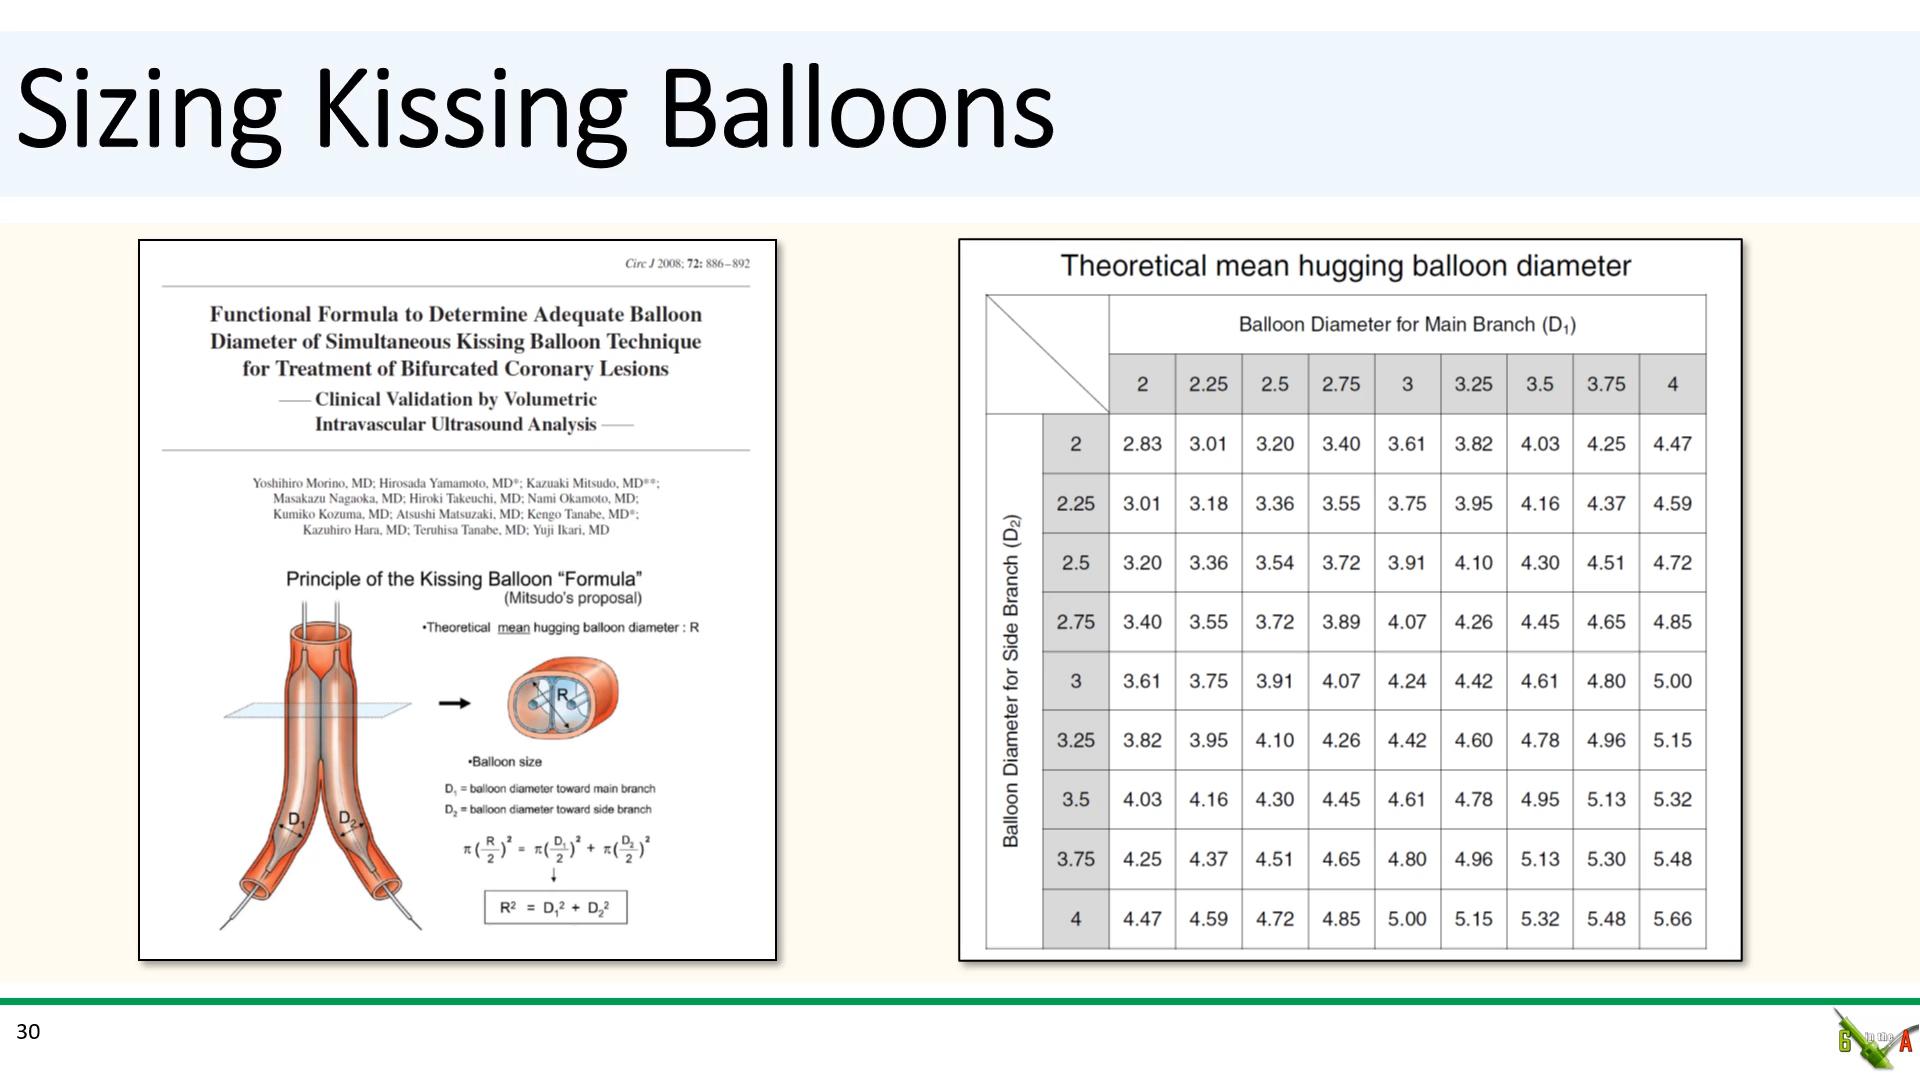 Sizing Kissing Balloons
Circ J 2008; 72: 886–892
Functional Formula to Determine Adequate Balloon
Diameter of Simultaneous Kissing Balloon Technique
for Treatment of Bifurcated Coronary Lesions
— Clinical Validation by Volumetric
Intravascular Ultrasound Analysis —
Yoshihiro Morino, MD; Hirosada Yamamoto, MD*; Kazuaki Mitsudo, MD**;
Masakazu Nagaoka, MD; Hiroki Takeuchi, MD; Nami Okamoto, MD;
Kumiko Kozuma, MD; Atsushi Matsuzaki, MD; Kengo Tanabe, MD*;
Kazuhiro Hara, MD; Teruhisa Tanabe, MD; Yuji Ikari, MD
Principle of the Kissing Balloon “Formula”
(Mitsudo’s proposal)
•Theoretical mean hugging balloon diameter : R
R
•Balloon size
D₁ = balloon diameter toward main branch
D₂ = balloon diameter toward side branch
D₁ D₂
π(R/2)² = π(D₁/2)² + π(D₂/2)²
R² = D₁² + D₂²
Theoretical mean hugging balloon diameter
Balloon Diameter for Main Branch (D₁)
2 2.25 2.5 2.75 3 3.25 3.5 3.75 4
Balloon Diameter for Side Branch (D₂)
2 2.83 3.01 3.20 3.40 3.61 3.82 4.03 4.25 4.47
2.25 3.01 3.18 3.36 3.55 3.75 3.95 4.16 4.37 4.59
2.5 3.20 3.36 3.54 3.72 3.91 4.10 4.30 4.51 4.72
2.75 3.40 3.55 3.72 3.89 4.07 4.26 4.45 4.65 4.85
3 3.61 3.75 3.91 4.07 4.24 4.42 4.61 4.80 5.00
3.25 3.82 3.95 4.10 4.26 4.42 4.60 4.78 4.96 5.15
3.5 4.03 4.16 4.30 4.45 4.61 4.78 4.95 5.13 5.32
3.75 4.25 4.37 4.51 4.65 4.80 4.96 5.13 5.30 5.48
4 4.47 4.59 4.72 4.85 5.00 5.15 5.32 5.48 5.66
30
6 in the A